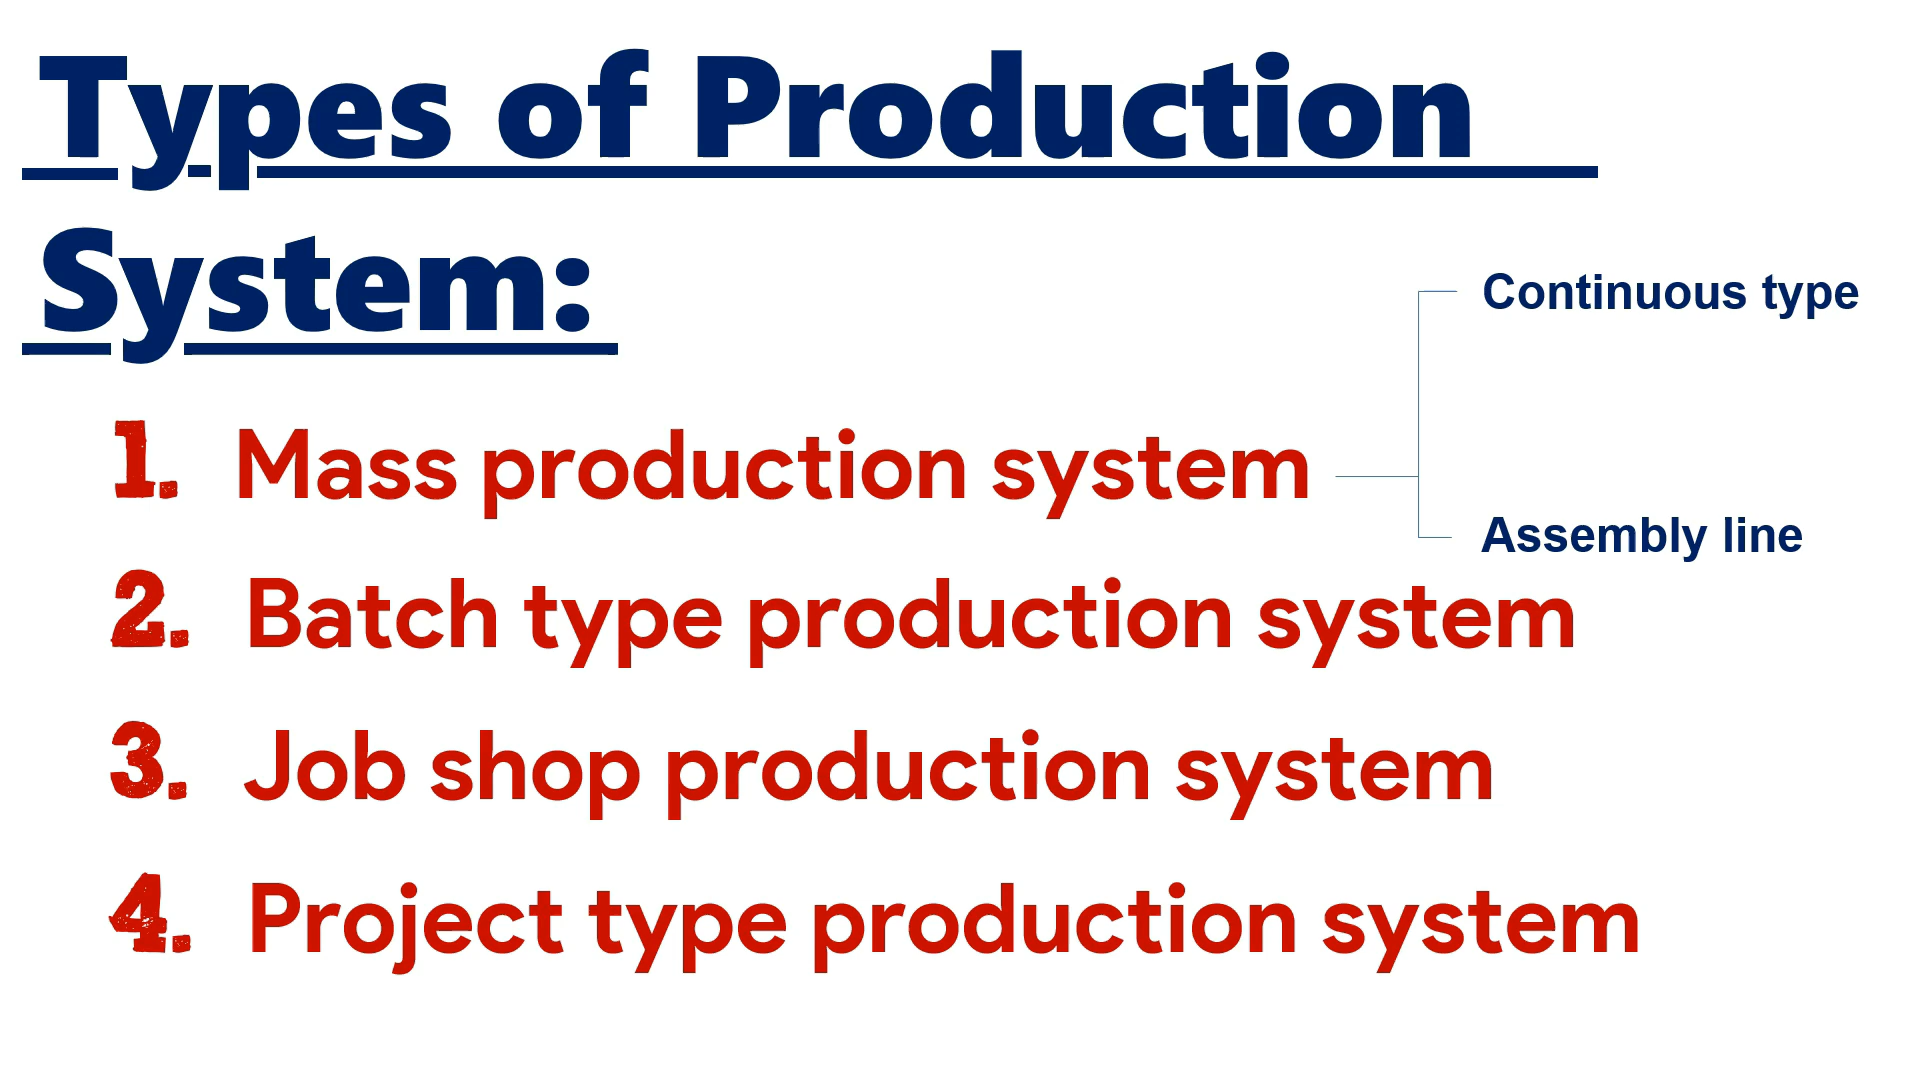 Types of Production
System:
Continuous type
1. Mass production system
Assembly line
2. Batch type production system
3. Job shop production system
4. Project type production system